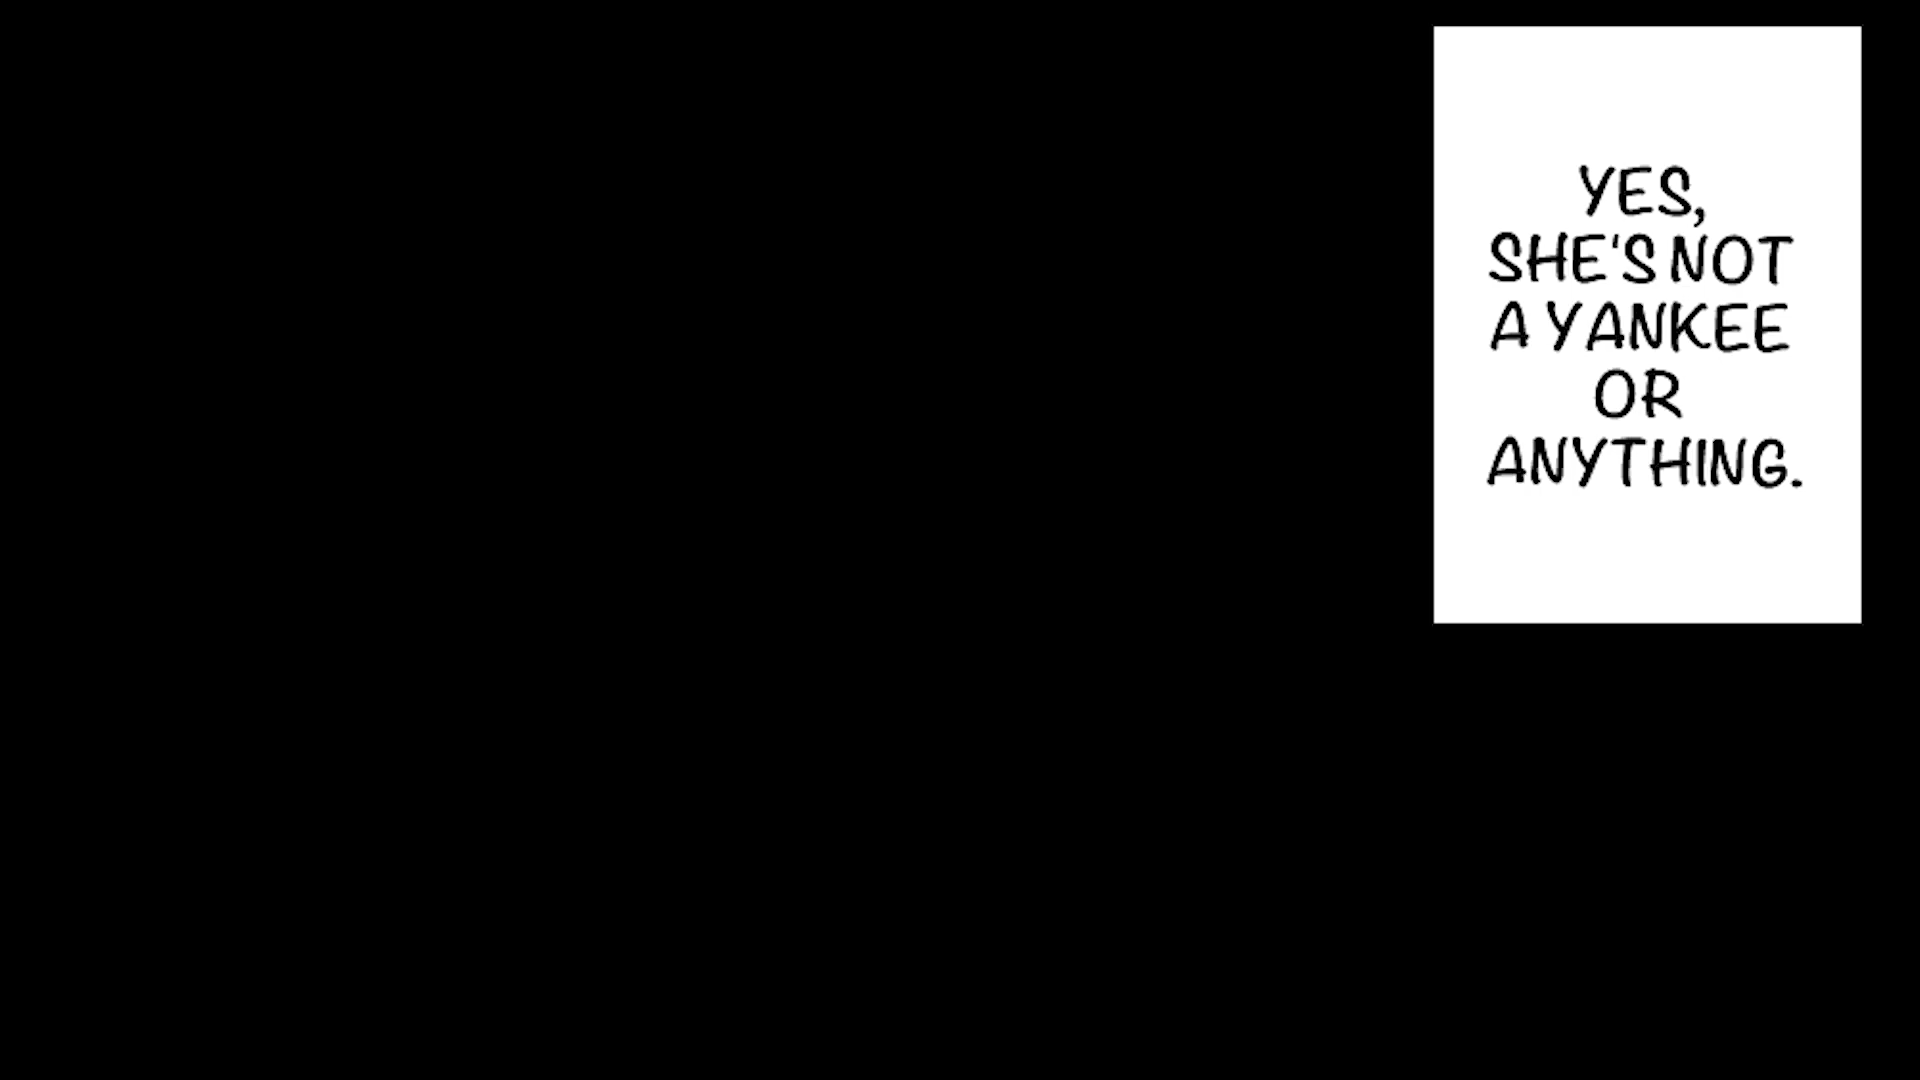 YES,
SHE'S NOT
A YANKEE
OR
ANYTHING.